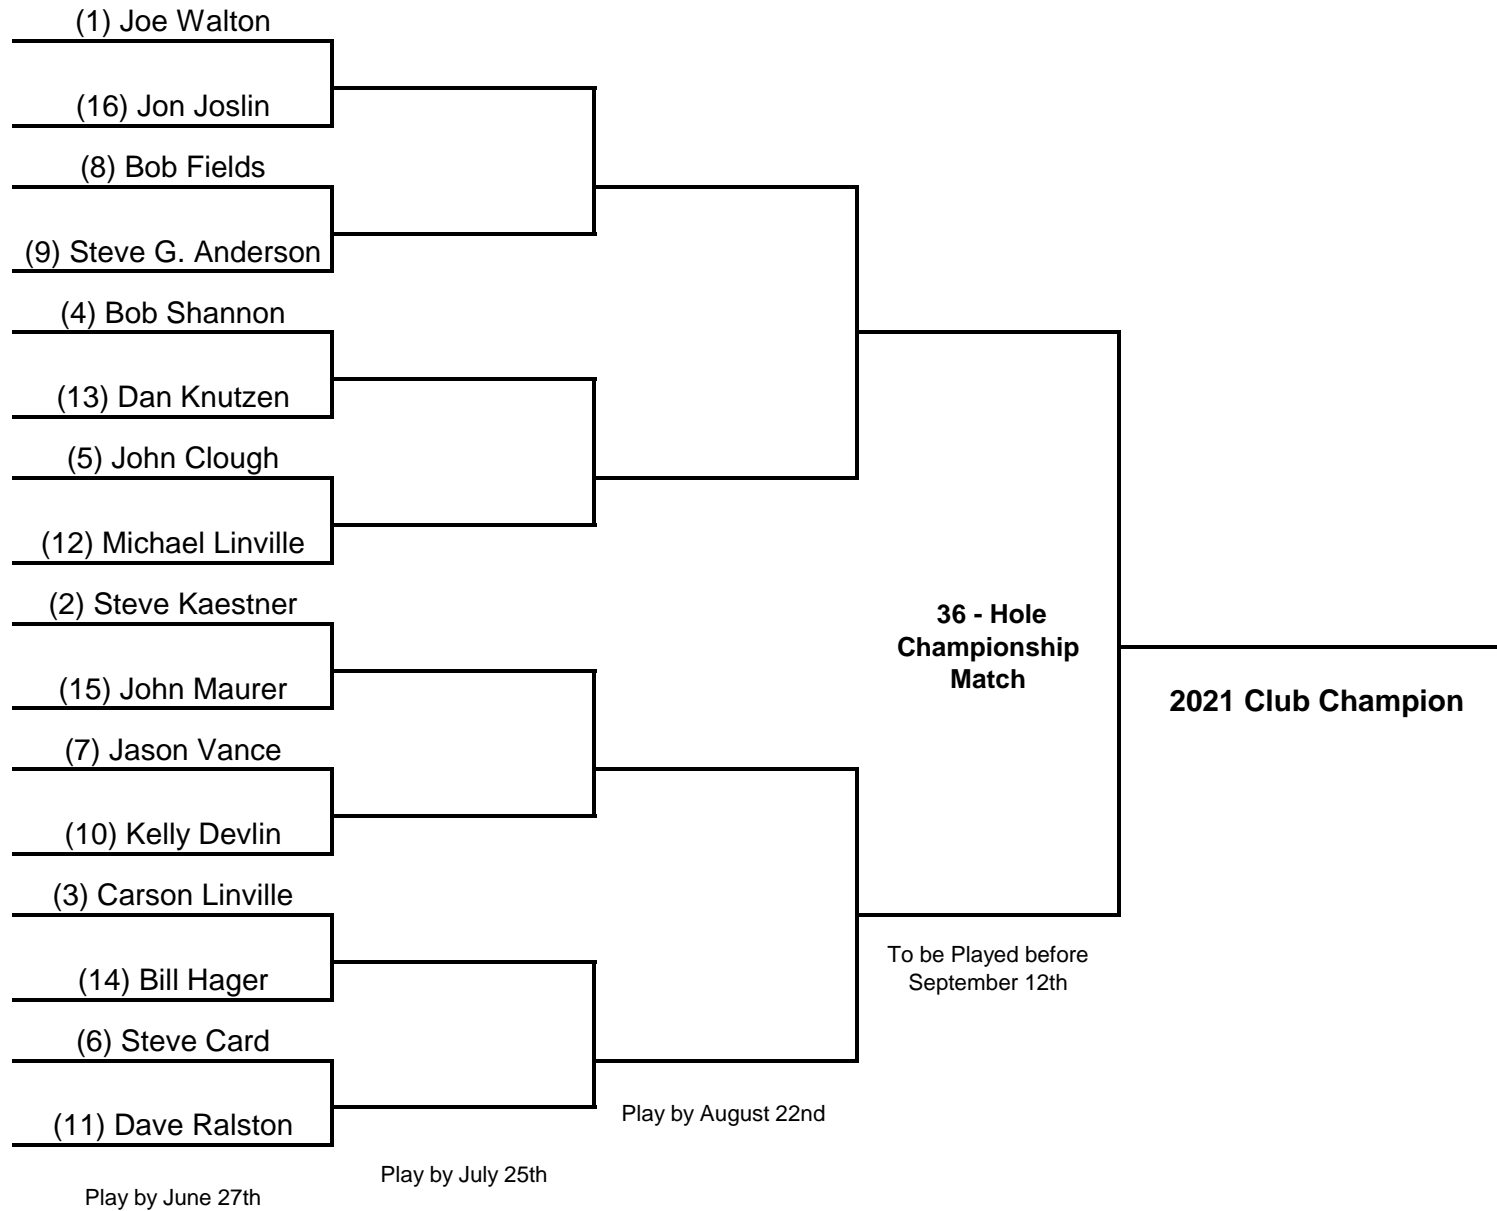 (1) Joe Walton
(16) Jon Joslin
(8) Bob Fields
(9) Steve G. Anderson
(4) Bob Shannon
(13) Dan Knutzen
(5) John Clough
(12) Michael Linville
(2) Steve Kaestner
(15) John Maurer
(7) Jason Vance
(10) Kelly Devlin
(3) Carson Linville
(14) Bill Hager
(6) Steve Card
(11) Dave Ralston
Play by June 27th
Play by July 25th
Play by August 22nd
36 - Hole
Championship
Match
To be Played before
September 12th
2021 Club Champion